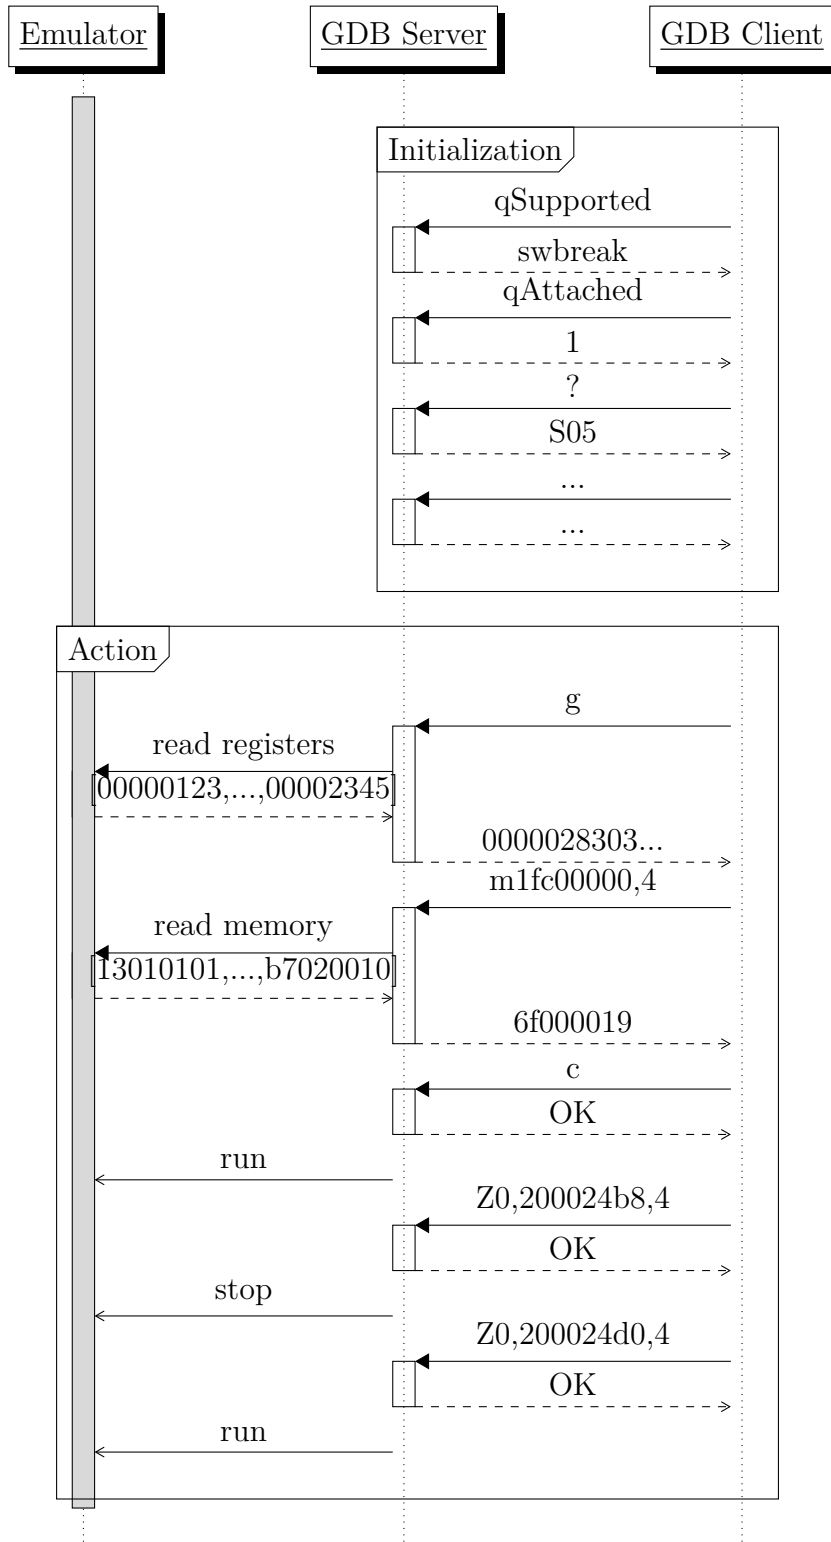 Emulator
GDB Server
GDB Client
Initialization
qSupported
swbreak
qAttached
1
?
S05
...
...
Action
g
read registers
00000123,...,00002345
0000028303...
m1fc00000,4
read memory
13010101,...,b7020010
6f000019
c
OK
run
Z0,200024b8,4
OK
stop
Z0,200024d0,4
OK
run